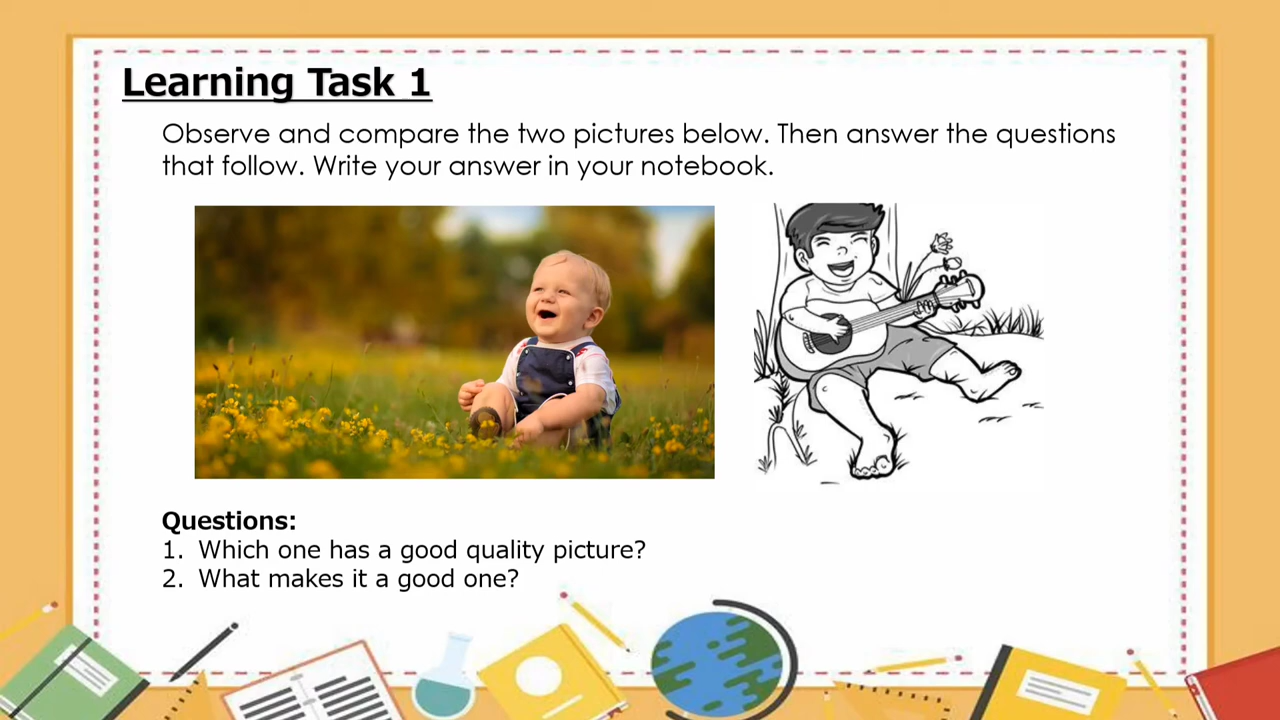 Learning Task 1
Observe and compare the two pictures below. Then answer the questions
that follow. Write your answer in your notebook.
Questions:
1. Which one has a good quality picture?
2. What makes it a good one?